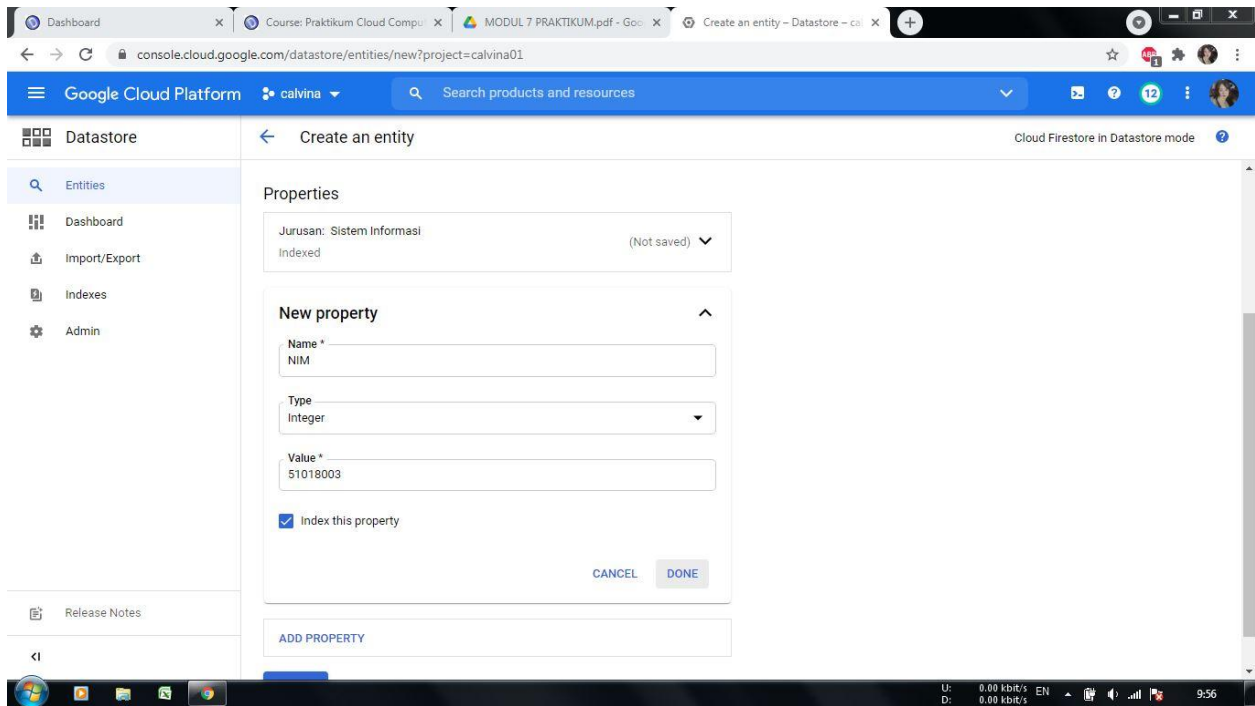 Dashboard
Course: Praktikum Cloud Compu
MODUL 7 PRAKTIKUM.pdf - Goo
Create an entity – Datastore – ca
console.cloud.google.com/datastore/entities/new?project=calvina01
ABP
1
Google Cloud Platform
calvina
Search products and resources
12
Datastore
Create an entity
Cloud Firestore in Datastore mode
Entities
Dashboard
Import/Export
Indexes
Admin
Release Notes
Properties
Jurusan: Sistem Informasi
Indexed
(Not saved)
New property
Name *
NIM
Type
Integer
Value *
51018003
Index this property
CANCEL
DONE
ADD PROPERTY
U: 0.00 kbit/s
D: 0.00 kbit/s
EN
9:56